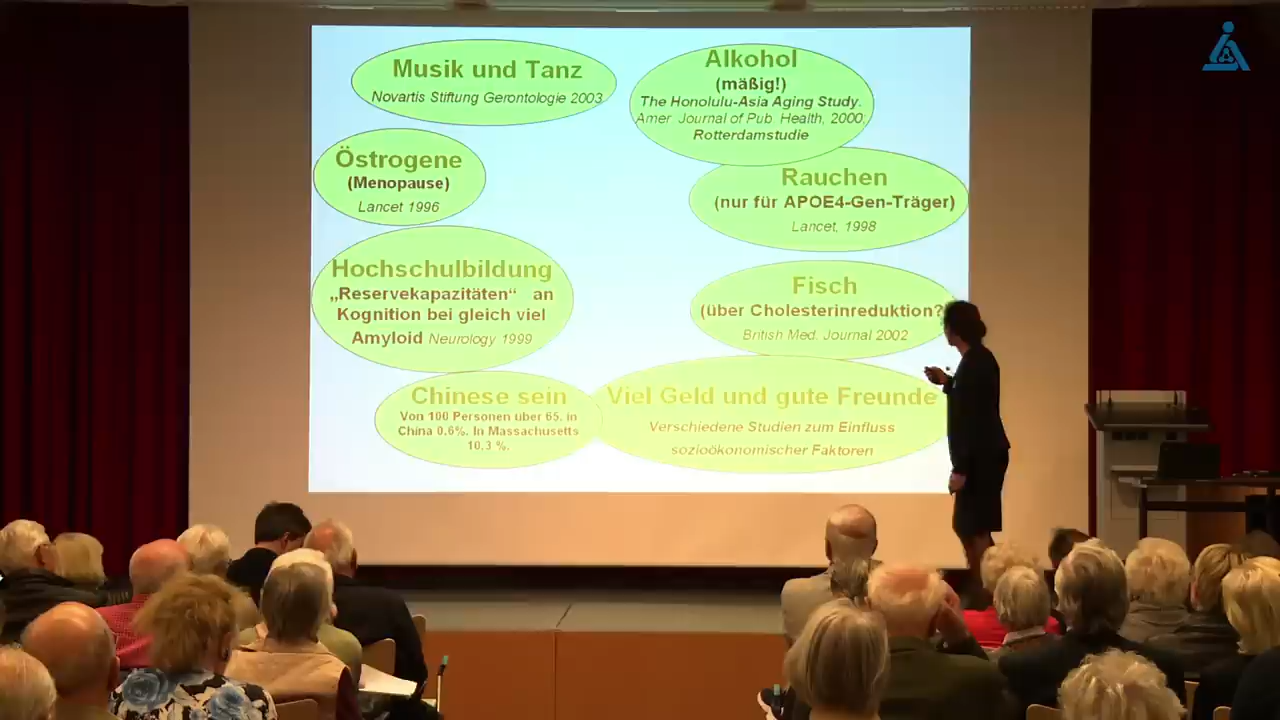 Musik und Tanz
Novartis Stiftung Gerontologie 2003
Alkohol
(mäßig!)
The Honolulu-Asia Aging Study.
Amer. Journal of Pub. Health, 2000;
Rotterdamstudie
Östrogene
(Menopause)
Lancet 1996
Rauchen
(nur für APOE4-Gen-Träger)
Lancet, 1998
Hochschulbildung
„Reservekapazitäten“ an
Kognition bei gleich viel
Amyloid Neurology 1999
Fisch
(über Cholesterinreduktion?
British Med. Journal 2002
Chinese sein
Von 100 Personen über 65. in
China 0.6%. In Massachusetts
10.3 %.
Viel Geld und gute Freunde
Verschiedene Studien zum Einfluss
sozioökonomischer Faktoren